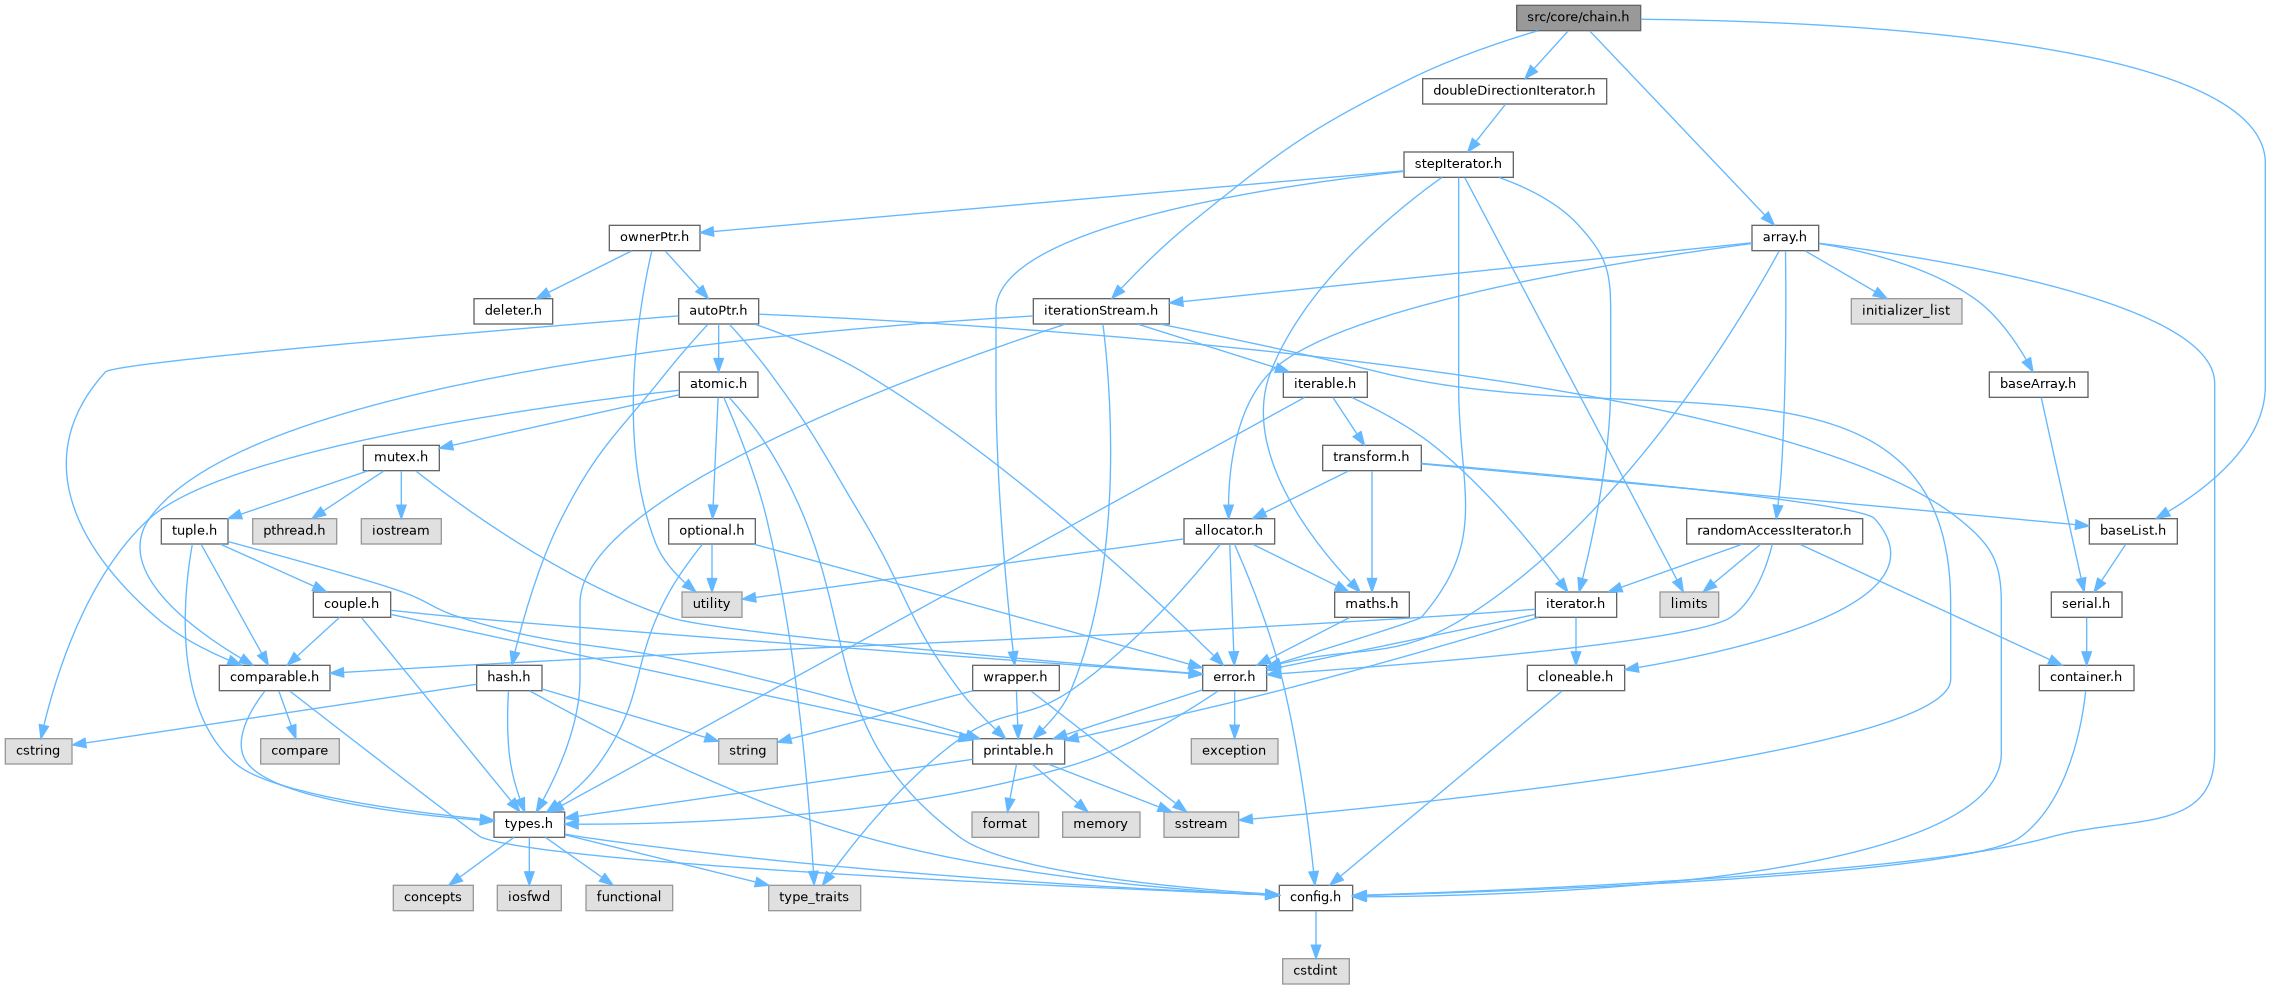 src/core/chain.h
doubleDirectionIterator.h
stepIterator.h
ownerPtr.h
array.h
deleter.h
autoPtr.h
iterationStream.h
initializer_list
atomic.h
iterable.h
baseArray.h
mutex.h
transform.h
tuple.h
pthread.h
iostream
optional.h
allocator.h
randomAccessIterator.h
baseList.h
couple.h
utility
maths.h
iterator.h
limits
serial.h
comparable.h
hash.h
wrapper.h
error.h
cloneable.h
container.h
cstring
compare
string
printable.h
exception
types.h
format
memory
sstream
concepts
iosfwd
functional
type_traits
config.h
cstdint